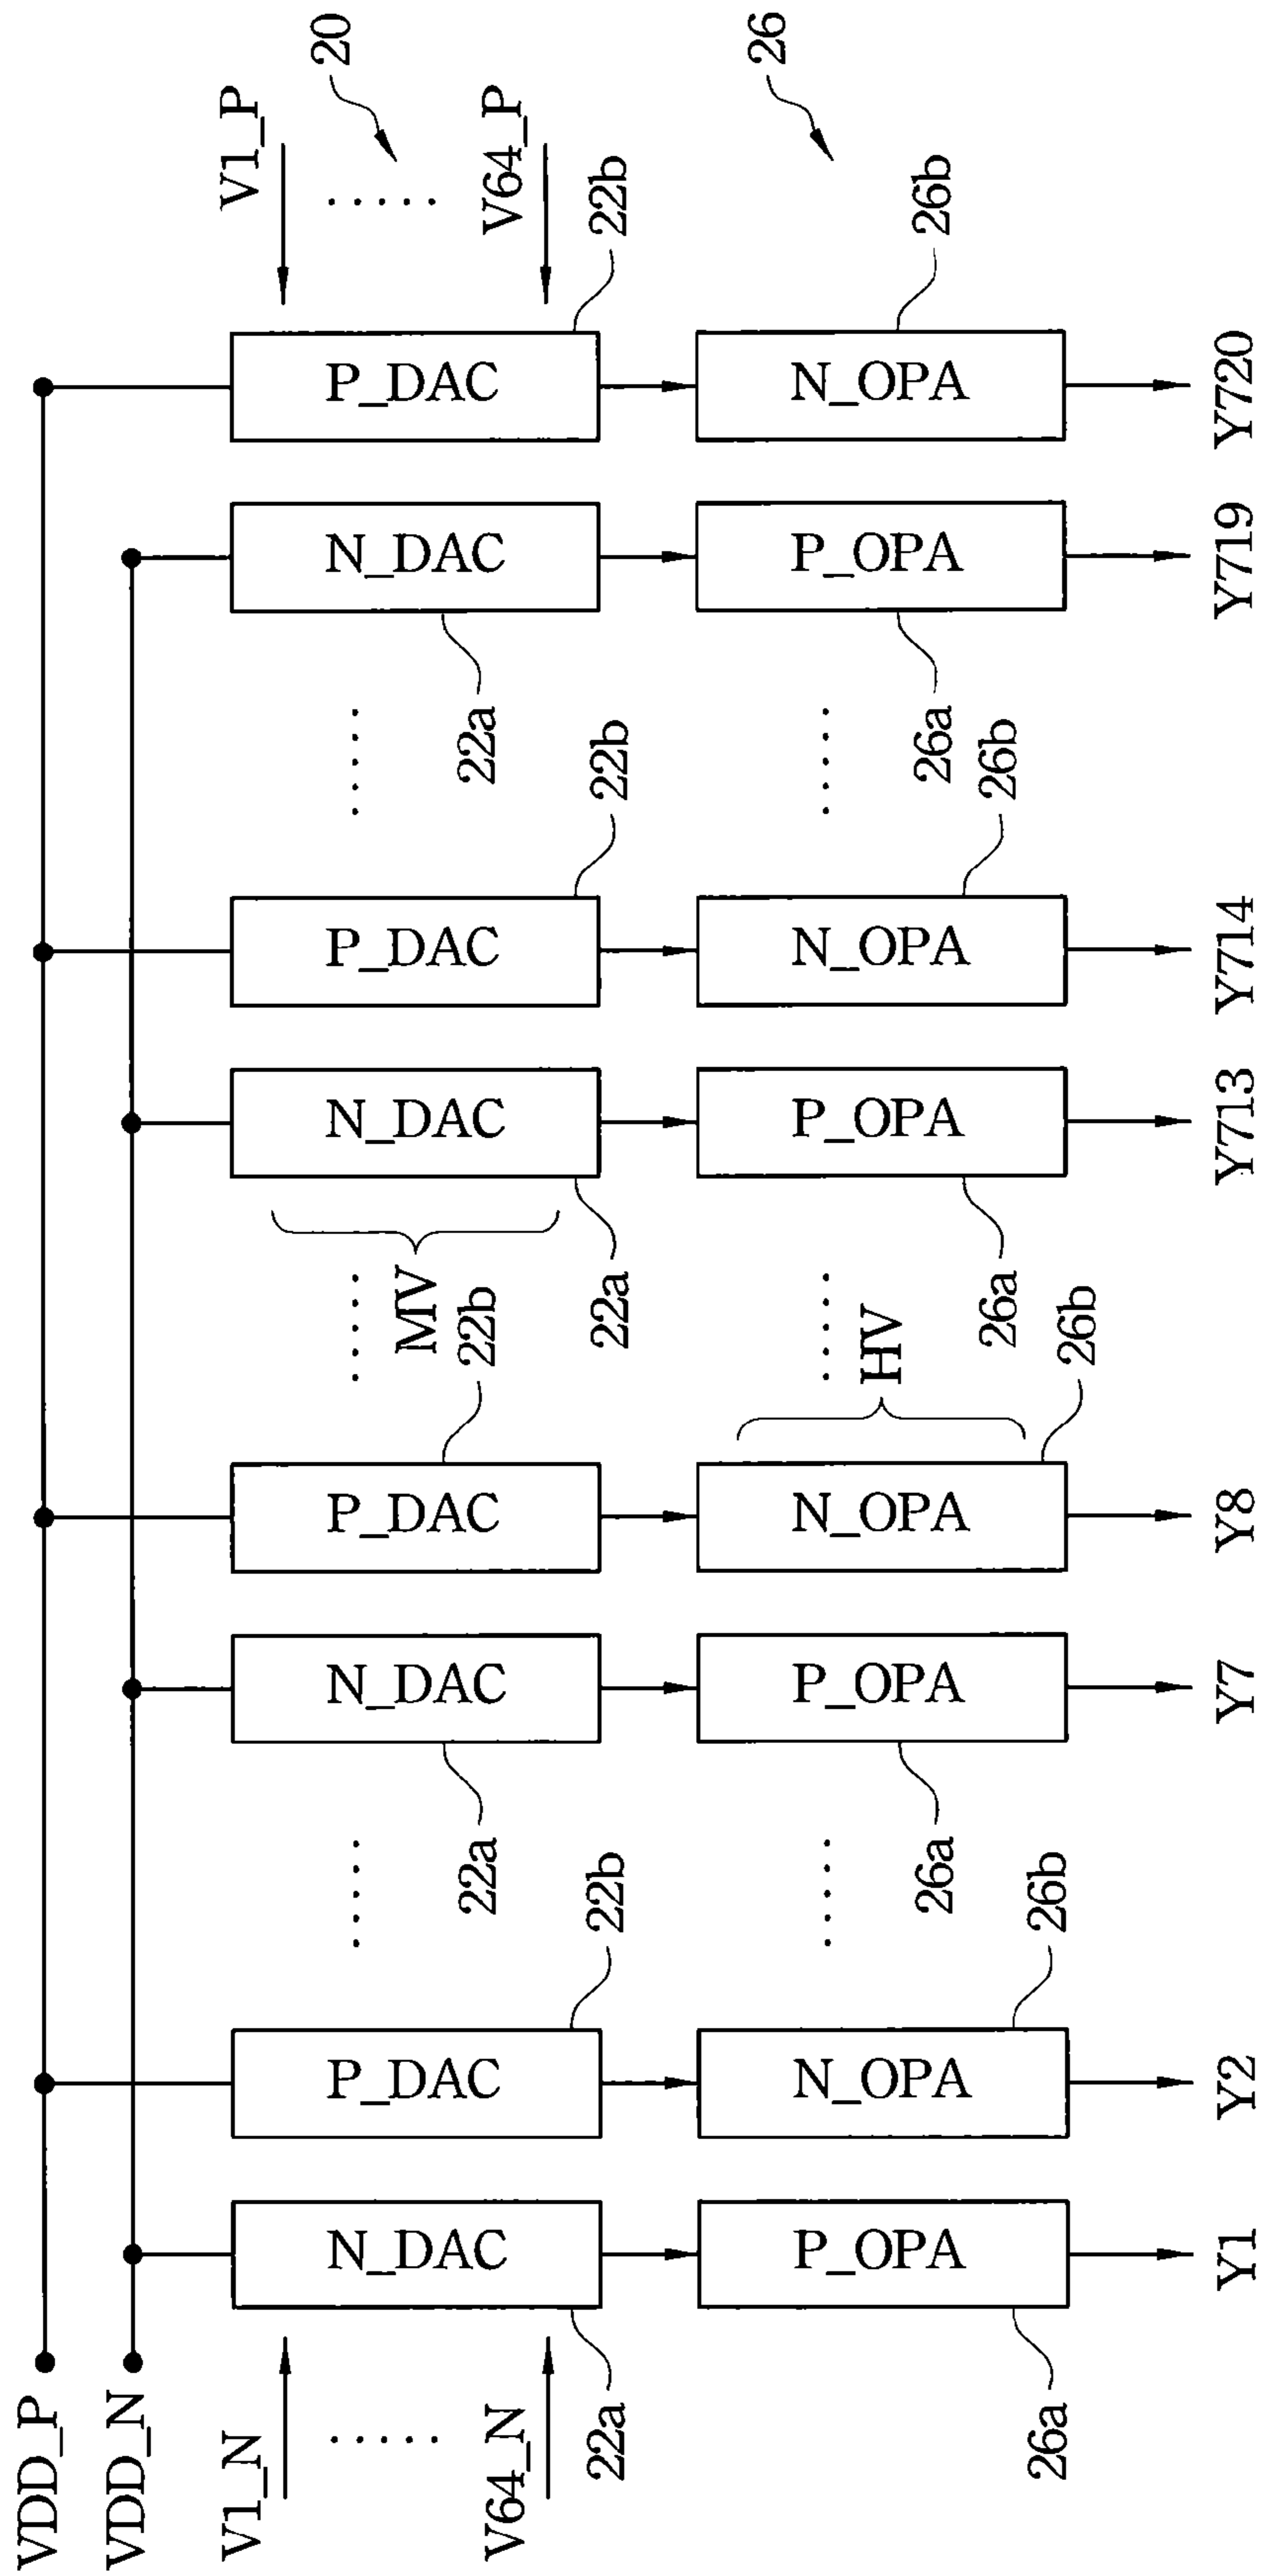 VDD_P
VDD_N
V1_N
.....
V64_N
V1_P
.....
V64_P
20
26
N_DAC
P_DAC
.....
N_DAC
P_DAC
.....
N_DAC
P_DAC
.....
N_DAC
P_DAC
22a
22b
22a
22b
MV
22a
22b
22a
22b
P_OPA
N_OPA
.....
P_OPA
N_OPA
.....
P_OPA
N_OPA
.....
P_OPA
N_OPA
26a
26b
26a
26b
HV
26a
26b
26a
26b
Y1
Y2
Y7
Y8
Y713
Y714
Y719
Y720